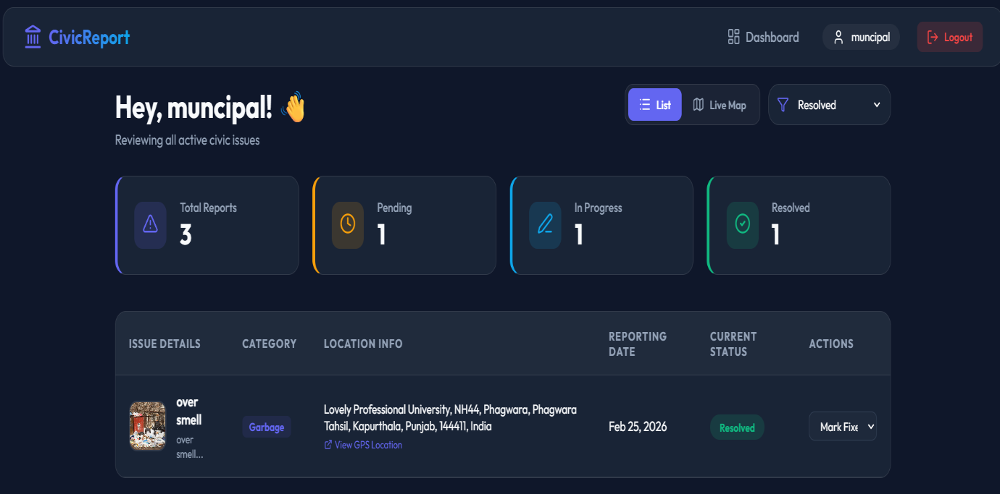 CivicReport
Dashboard
muncipal
Logout
Hey, muncipal! 👋
Reviewing all active civic issues
List
Live Map
Resolved
Total Reports
3
Pending
1
In Progress
1
Resolved
1
ISSUE DETAILS
CATEGORY
LOCATION INFO
REPORTING
DATE
CURRENT
STATUS
ACTIONS
over
smell
over
smell...
Garbage
Lovely Professional University, NH44, Phagwara, Phagwara
Tahsil, Kapurthala, Punjab, 144411, India
View GPS Location
Feb 25, 2026
Resolved
Mark Fixe